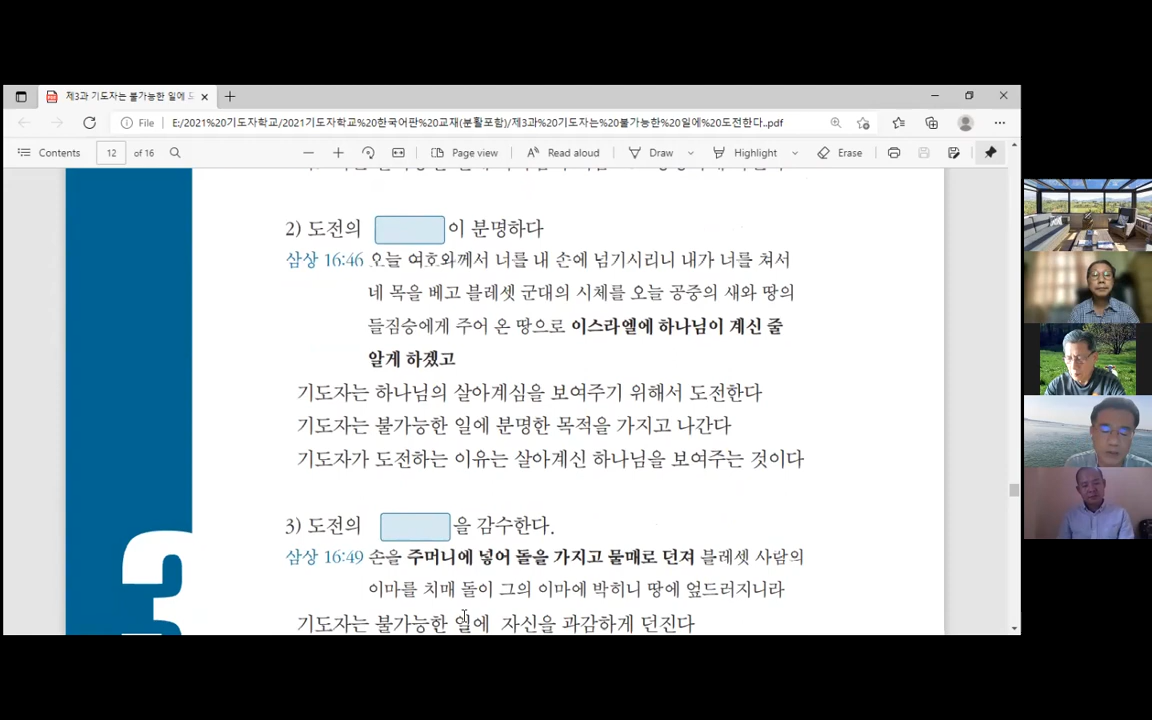 제3과 기도자는 불가능한 일에 도
File E:/2021%20기도자학교/2021기도자학교%20한국어판%20교재(분활포함)/제3과%20기도자는%20불가능한%20일에%20도전한다..pdf
Contents 12 of 16 Page view Read aloud Draw Highlight Erase
2) 도전의 이 분명하다
삼상 16:46 오늘 여호와께서 너를 내 손에 넘기시리니 내가 너를 쳐서
네 목을 베고 블레셋 군대의 시체를 오늘 공중의 새와 땅의
들짐승에게 주어 온 땅으로 이스라엘에 하나님이 계신 줄
알게 하겠고
기도자는 하나님의 살아계심을 보여주기 위해서 도전한다
기도자는 불가능한 일에 분명한 목적을 가지고 나간다
기도자가 도전하는 이유는 살아계신 하나님을 보여주는 것이다
3) 도전의 을 감수한다.
삼상 16:49 손을 주머니에 넣어 돌을 가지고 물매로 던져 블레셋 사람의
이마를 치매 돌이 그의 이마에 박히니 땅에 엎드러지니라
기도자는 불가능한 일에 자신을 과감하게 던진다
3